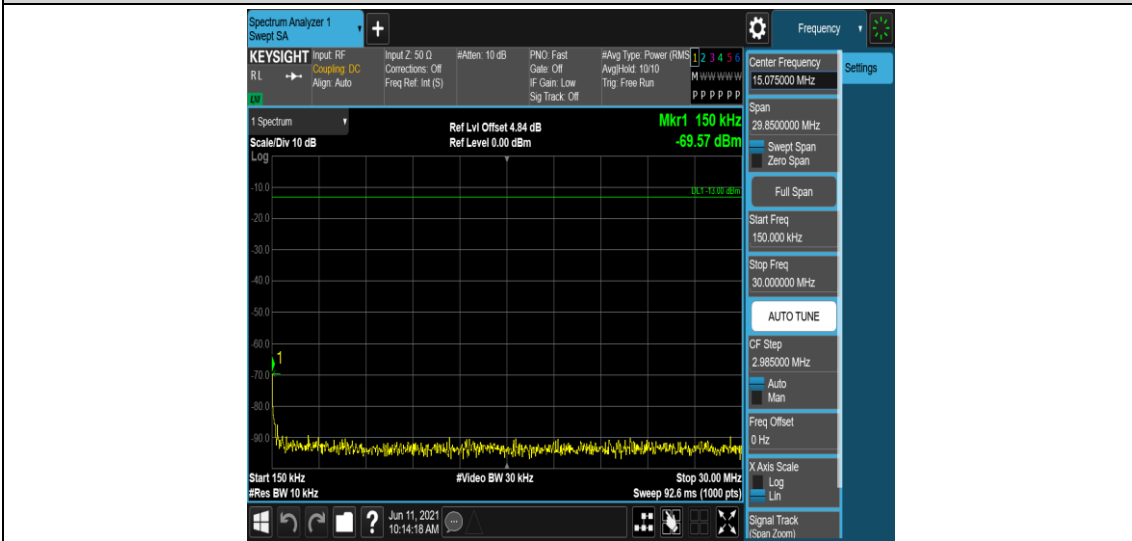 Spectrum Analyzer 1
Swept SA
+
Frequency
KEYSIGHT
RL
LXI
Input: RF
Coupling: DC
Align: Auto
Input Z: 50 Ω
Corrections: Off
Freq Ref: Int (S)
#Atten: 10 dB
PNO: Fast
Gate: Off
IF Gain: Low
Sig Track: Off
#Avg Type: Power (RMS
Avg|Hold: 10/10
Trig: Free Run
1 2 3 4 5 6
M W W W W W
P P P P P P
1 Spectrum
Scale/Div 10 dB
Log
Ref Lvl Offset 4.84 dB
Ref Level 0.00 dBm
Mkr1 150 kHz
-69.57 dBm
DL1 -13.00 dBm
-10.0
-20.0
-30.0
-40.0
-50.0
-60.0
1
-70.0
-80.0
-90.0
Start 150 kHz
#Res BW 10 kHz
#Video BW 30 kHz
Stop 30.00 MHz
Sweep 92.6 ms (1000 pts)
?
Jun 11, 2021
10:14:18 AM
Center Frequency
15.075000 MHz
Settings
Span
29.8500000 MHz
Swept Span
Zero Span
Full Span
Start Freq
150.000 kHz
Stop Freq
30.000000 MHz
AUTO TUNE
CF Step
2.985000 MHz
Auto
Man
Freq Offset
0 Hz
X Axis Scale
Log
Lin
Signal Track
(Span Zoom)